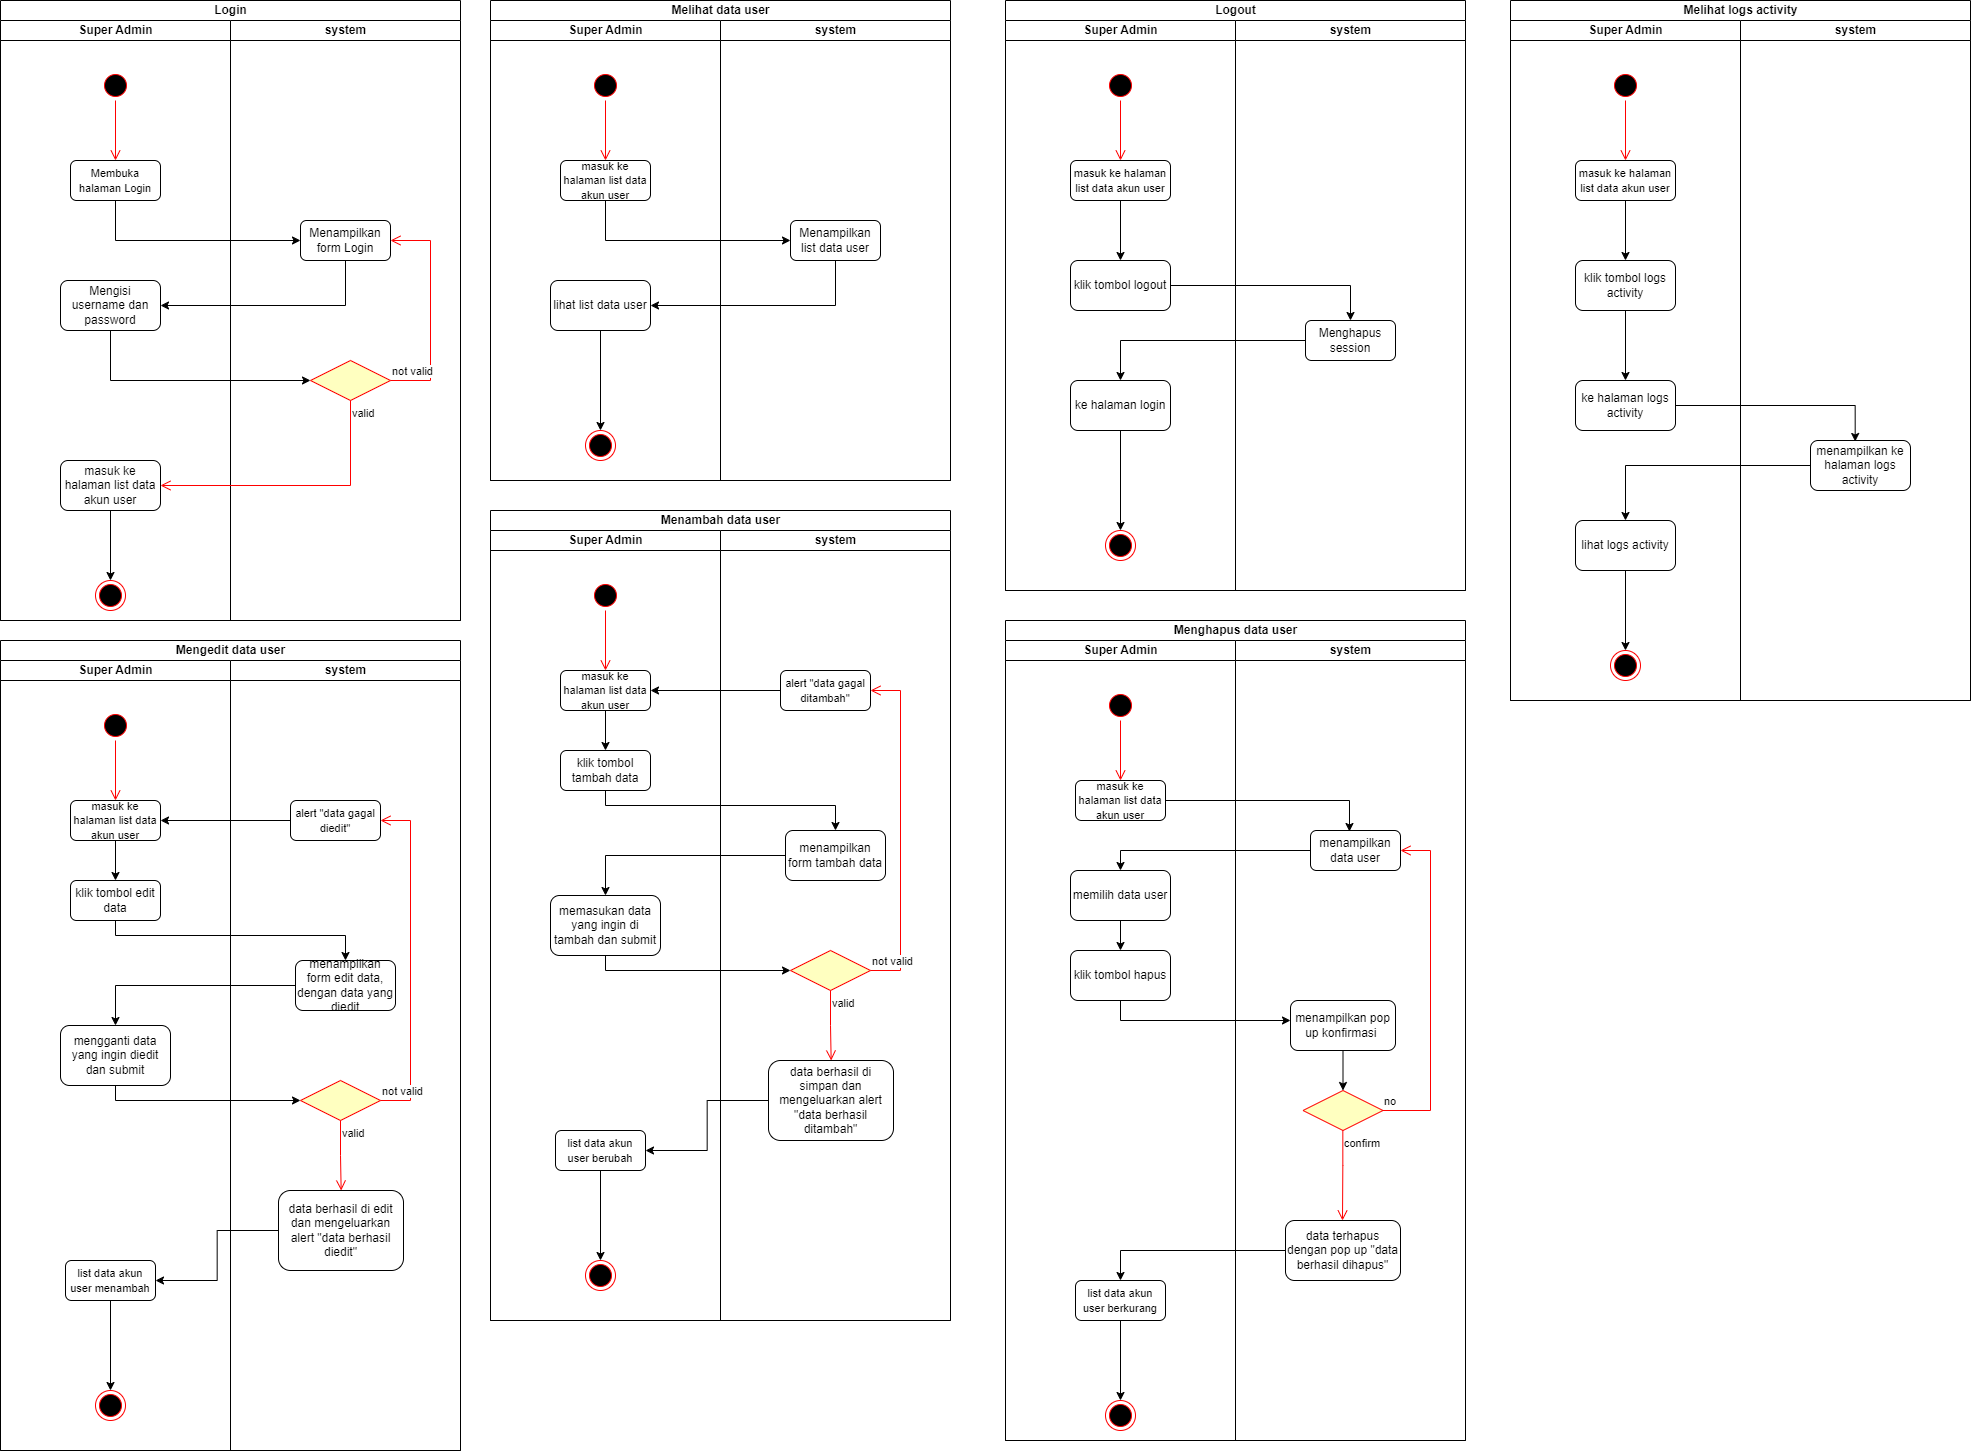 Login
Super Admin
system
Membuka
halaman Login
Menampilkan
form Login
Mengisi
username dan
password
not valid
valid
masuk ke
halaman list data
akun user
Melihat data user
Super Admin
system
masuk ke
halaman list data
akun user
Menampilkan
list data user
lihat list data user
Logout
Super Admin
system
masuk ke halaman
list data akun user
klik tombol logout
Menghapus
session
ke halaman login
Melihat logs activity
Super Admin
system
masuk ke halaman
list data akun user
klik tombol logs
activity
ke halaman logs
activity
menampilkan ke
halaman logs
activity
lihat logs activity
Mengedit data user
Super Admin
system
masuk ke
halaman list data
akun user
alert "data gagal
diedit"
klik tombol edit
data
menampilkan
form edit data,
dengan data yang
diedit
mengganti data
yang ingin diedit
dan submit
not valid
valid
data berhasil di edit
dan mengeluarkan
alert "data berhasil
diedit"
list data akun
user menambah
Menambah data user
Super Admin
system
masuk ke
halaman list data
akun user
alert "data gagal
ditambah"
klik tombol
tambah data
menampilkan
form tambah data
memasukan data
yang ingin di
tambah dan submit
not valid
valid
data berhasil di
simpan dan
mengeluarkan alert
"data berhasil
ditambah"
list data akun
user berubah
Menghapus data user
Super Admin
system
masuk ke
halaman list data
akun user
menampilkan
data user
memilih data user
klik tombol hapus
menampilkan pop
up konfirmasi
no
confirm
data terhapus
dengan pop up "data
berhasil dihapus"
list data akun
user berkurang